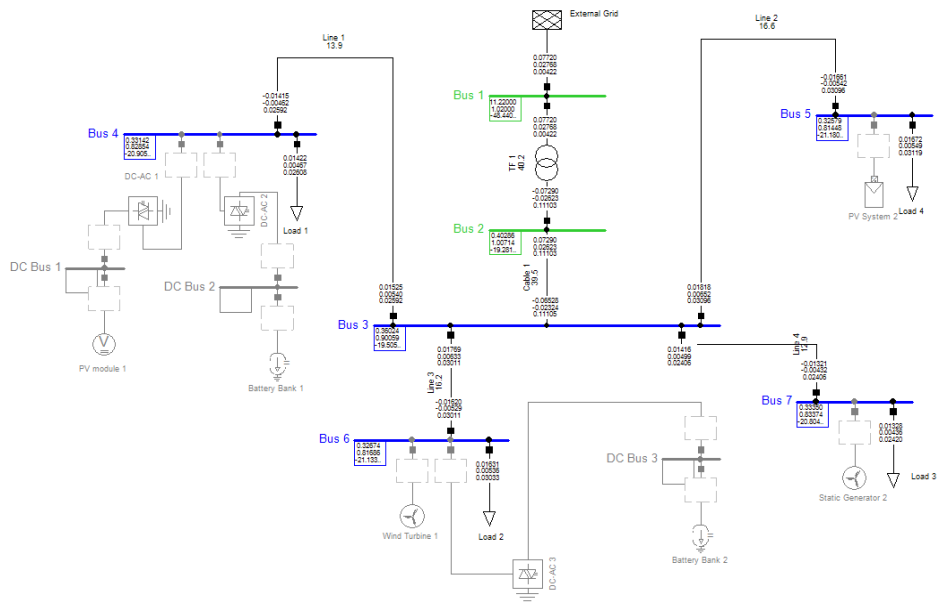 External Grid
Line 2
16.6
Line 1
13.9
0.07720
0.02768
0.00422
-0.01661
-0.00542
0.03096
Bus 1
11.22000
1.02000
-48.440..
0.07720
0.02768
0.00422
-0.01415
-0.00462
0.02592
Bus 5
0.32579
0.81448
-21.180..
0.01672
0.00549
0.03119
Bus 4
0.33142
0.82854
-20.905..
0.01422
0.00467
0.02608
TF 1
40.2
DC-AC 1
DC-AC 2
-0.07290
-0.02623
0.11103
PV System 2
Load 4
Load 1
Bus 2
0.40286
1.00714
-19.281..
0.07290
0.02623
0.11103
DC Bus 1
DC Bus 2
Cable 1
39.5
0.01525
0.00540
0.02592
-0.06528
-0.02324
0.11105
0.01818
0.00652
0.03096
Bus 3
0.36024
0.90059
-19.505..
V
PV module 1
0.01769
0.00633
0.03011
0.01416
0.00499
0.02406
Line 4
12.9
Battery Bank 1
Line 3
16.2
-0.01321
-0.00432
0.02406
-0.01620
-0.00529
0.03011
Bus 7
0.33350
0.83374
-20.804..
0.01328
0.00436
0.02420
Bus 6
0.32674
0.81686
-21.133..
0.01631
0.00536
0.03033
DC Bus 3
Load 3
Static Generator 2
Wind Turbine 1
Load 2
Battery Bank 2
DC-AC 3